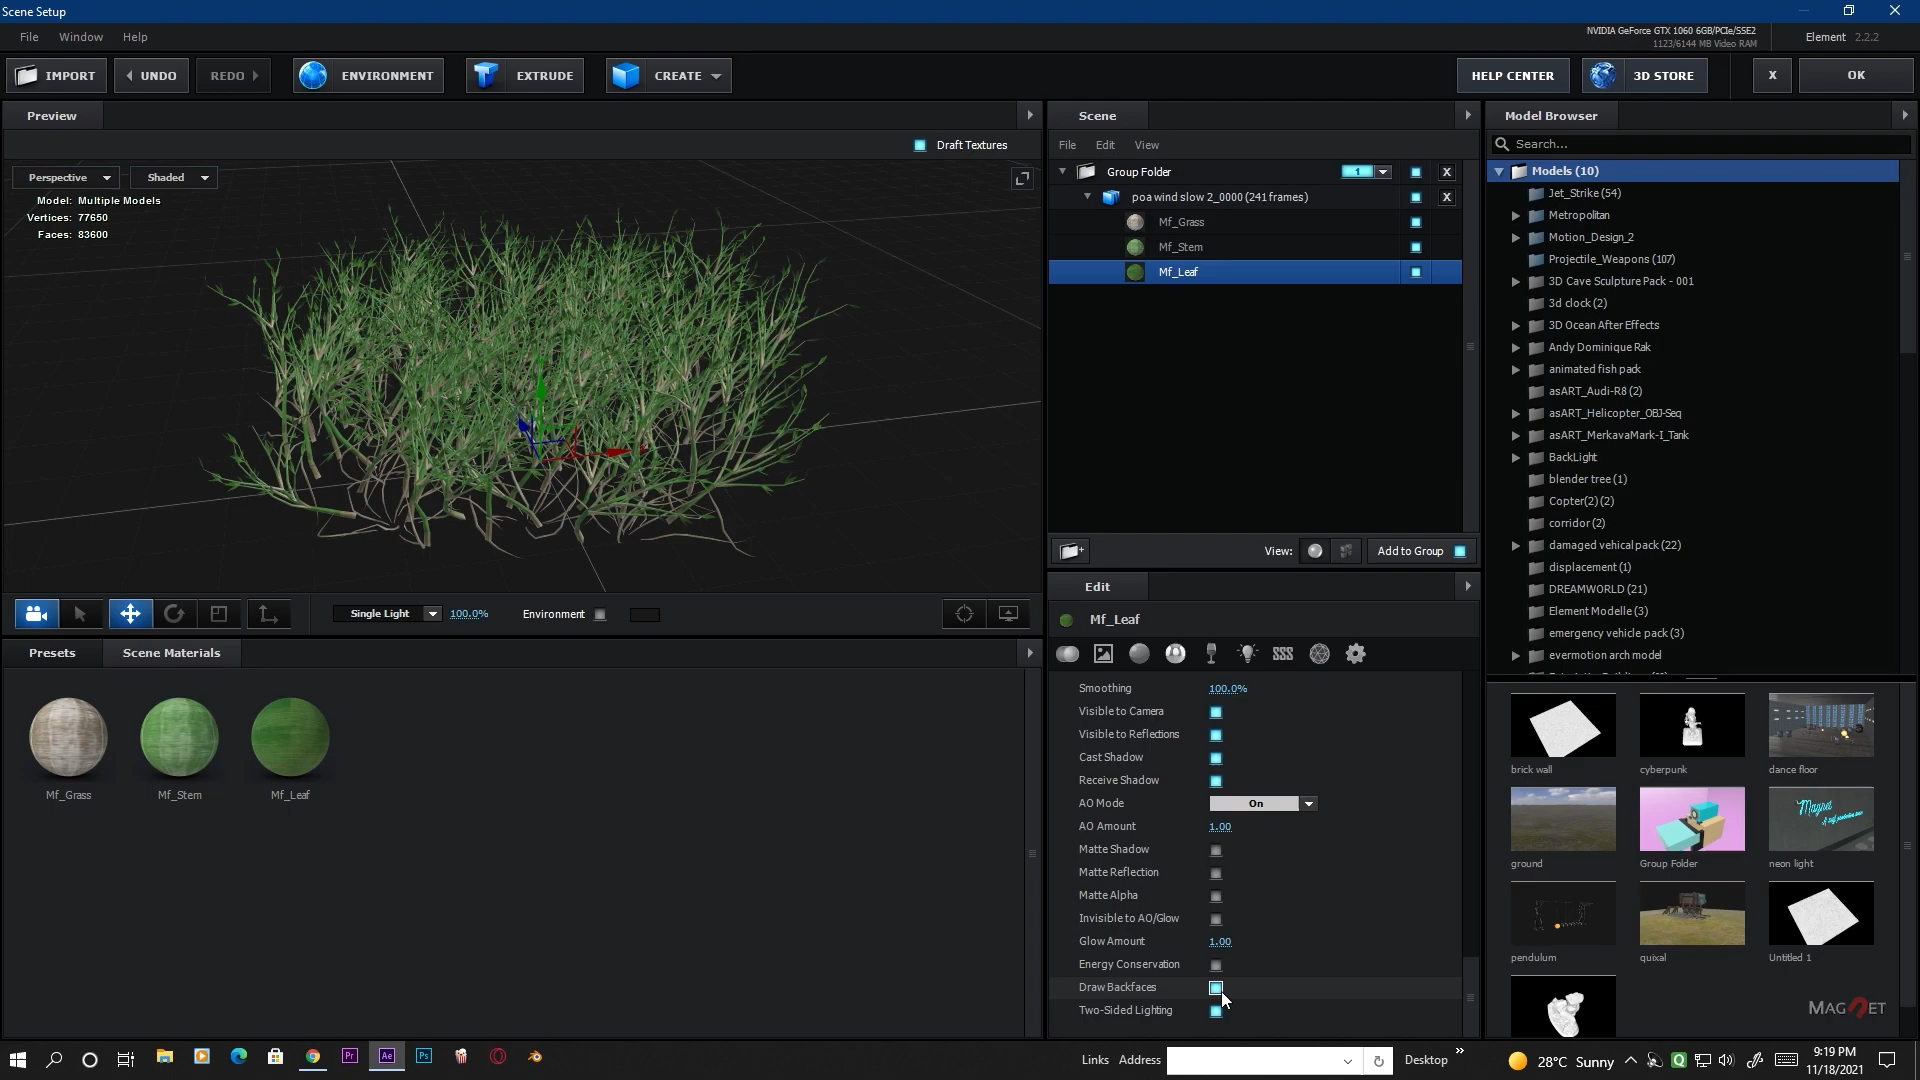 Scene Setup
File Window Help
NVIDIA GeForce GTX 1060 6GB/PCIe/SSE2
1123/6144 MB Video RAM
Element 2.2.2
IMPORT UNDO REDO ENVIRONMENT EXTRUDE CREATE HELP CENTER 3D STORE X OK
Preview
Draft Textures
Perspective Shaded
Model: Multiple Models
Vertices: 77650
Faces: 83600
Single Light 100.0% Environment
Presets Scene Materials
Mf_Grass Mf_Stem Mf_Leaf
Scene
File Edit View
Group Folder 1 X
poa wind slow 2_0000 (241 frames) X
Mf_Grass
Mf_Stem
Mf_Leaf
View: Add to Group
Edit
Mf_Leaf
Smoothing 100.0%
Visible to Camera
Visible to Reflections
Cast Shadow
Receive Shadow
AO Mode On
AO Amount 1.00
Matte Shadow
Matte Reflection
Matte Alpha
Invisible to AO/Glow
Glow Amount 1.00
Energy Conservation
Draw Backfaces
Two-Sided Lighting
Model Browser
Search...
Models (10)
Jet_Strike (54)
Metropolitan
Motion_Design_2
Projectile_Weapons (107)
3D Cave Sculpture Pack - 001
3d clock (2)
3D Ocean After Effects
Andy Dominique Rak
animated fish pack
asART_Audi-R8 (2)
asART_Helicopter_OBJ-Seq
asART_MerkavaMark-I_Tank
BackLight
blender tree (1)
Copter(2) (2)
corridor (2)
damaged vehical pack (22)
displacement (1)
DREAMWORLD (21)
Element Modelle (3)
emergency vehicle pack (3)
evermotion arch model
brick wall cyberpunk dance floor
Magnet
ground Group Folder neon light
pendulum quixal Untitled 1
MAGNET
Pr Ae Ps
Links Address Desktop
28°C Sunny
9:19 PM
11/18/2021